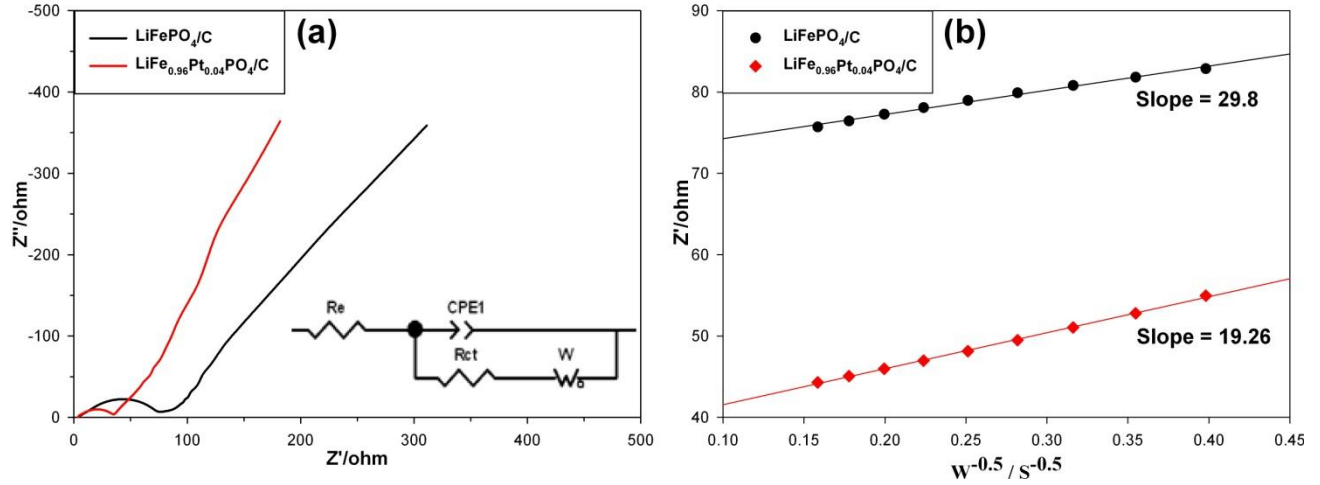 (a)
LiFePO4/C
LiFe0.96Pt0.04PO4/C
-500
-400
-300
-200
-100
0
Z''/ohm
0 100 200 300 400 500
Z'/ohm
Re
CPE1
Rct
W
(b)
LiFePO4/C
LiFe0.96Pt0.04PO4/C
90
80
70
60
50
40
Z'/ohm
Slope = 29.8
Slope = 19.26
0.10 0.15 0.20 0.25 0.30 0.35 0.40 0.45
W-0.5 / S-0.5